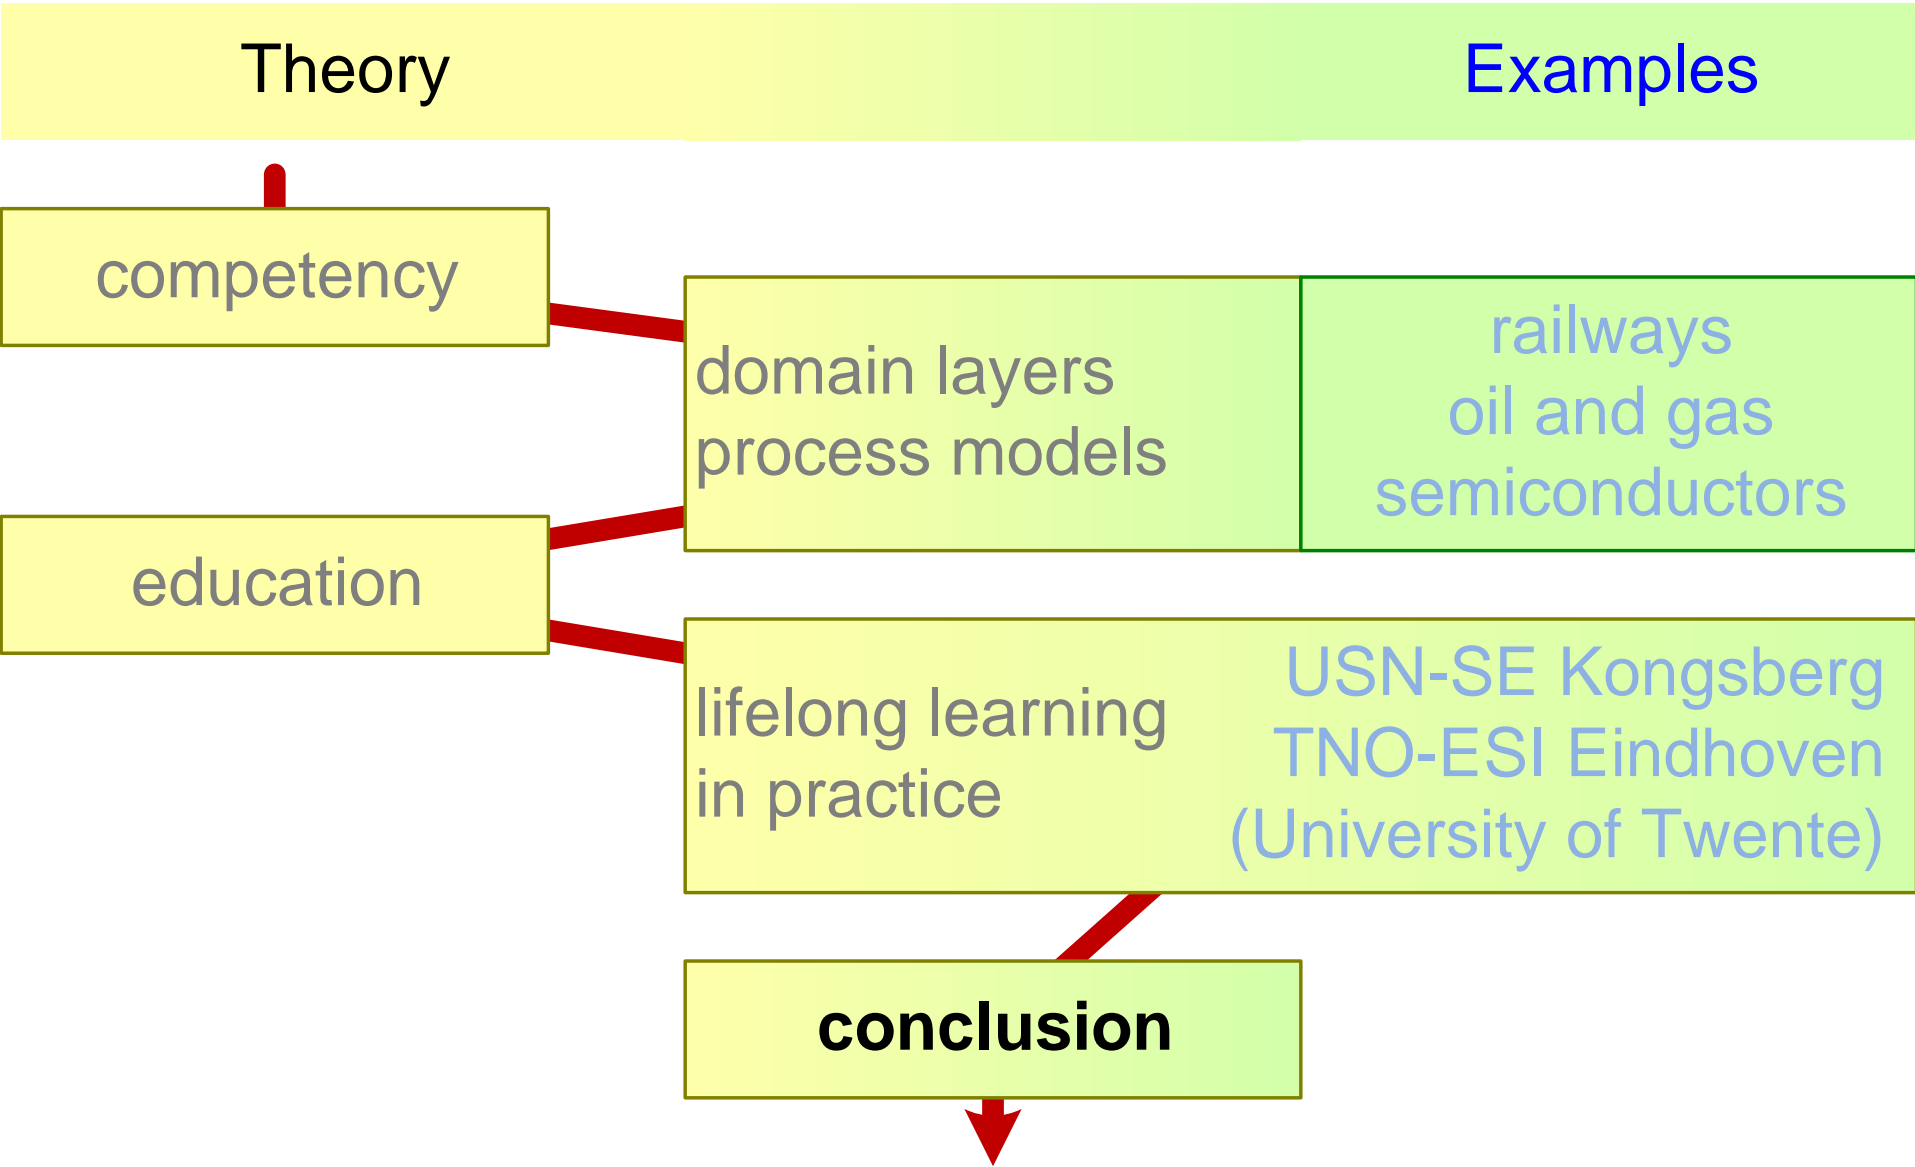 Theory
Examples
competency
domain layers
process models
railways
oil and gas
semiconductors
education
lifelong learning
in practice
USN-SE Kongsberg
TNO-ESI Eindhoven
(University of Twente)
conclusion